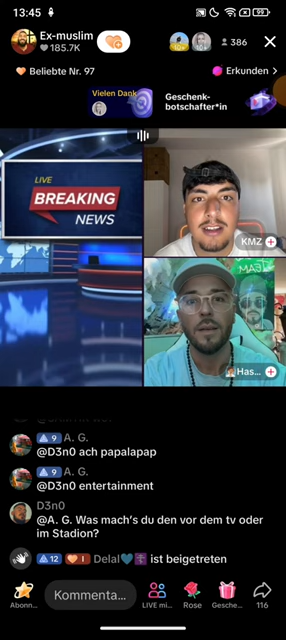 13:45
99
Ex-muslim
185.7K
386
Beliebte Nr. 97
Erkunden
Vielen Dank
Geschenk-
botschafter*in
LIVE
BREAKING
NEWS
KMZ
TEAM
Has...
A. G.
9
@D3n0 ach papalapap
A. G.
9
@D3n0 entertainment
D3n0
@A. G. Was mach's du den vor dem tv oder
im Stadion?
12 1 Delal ist beigetreten
Abonn... Kommenta... LIVE mi... Rose Gesche... 116